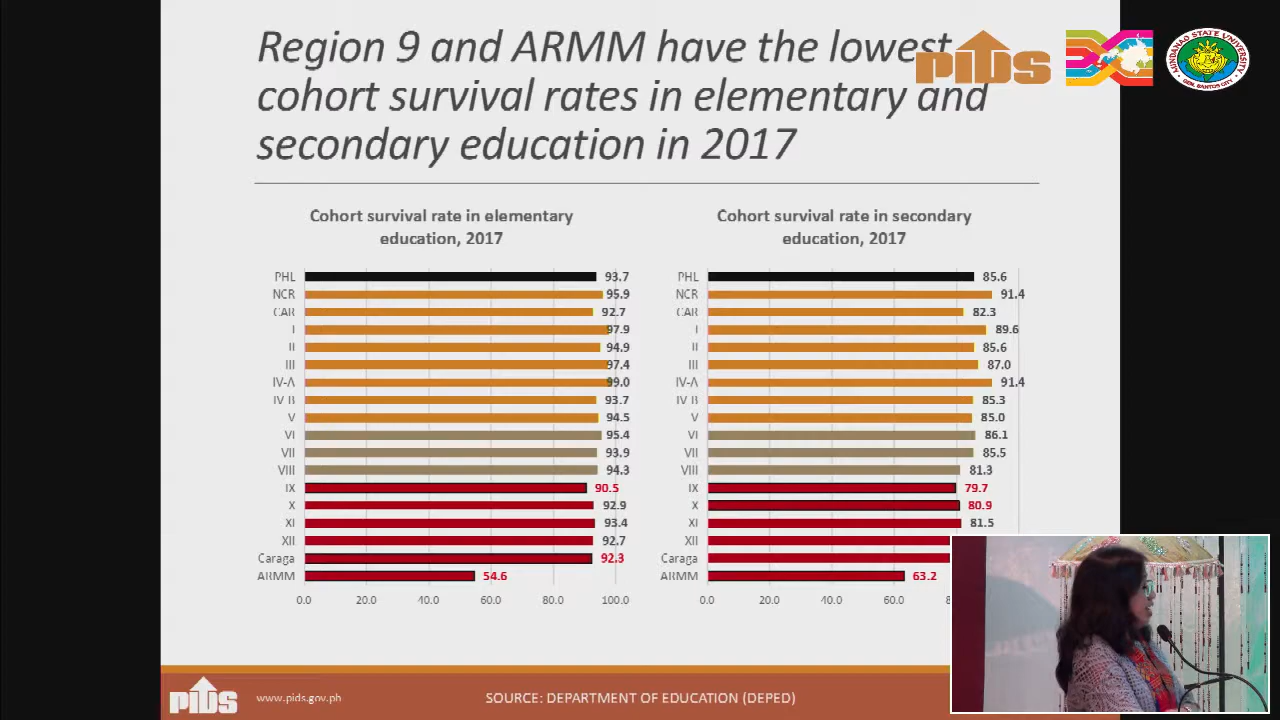 Region 9 and ARMM have the lowest
cohort survival rates in elementary and
secondary education in 2017
PIDS
MINDANAO STATE UNIVERSITY
GEN. SANTOS CITY
Cohort survival rate in elementary
education, 2017
PHL 93.7
NCR 95.9
CAR 92.7
I 97.9
II 94.9
III 97.4
IV-A 99.0
IV B 93.7
V 94.5
VI 95.4
VII 93.9
VIII 94.3
IX 90.5
X 92.9
XI 93.4
XII 92.7
Caraga 92.3
ARMM 54.6
0.0 20.0 40.0 60.0 80.0 100.0
Cohort survival rate in secondary
education, 2017
PHL 85.6
NCR 91.4
CAR 82.3
I 89.6
II 85.6
III 87.0
IV-A 91.4
IV B 85.3
V 85.0
VI 86.1
VII 85.5
VIII 81.3
IX 79.7
X 80.9
XI 81.5
XII
Caraga
ARMM 63.2
0.0 20.0 40.0 60.0
PIDS
www.pids.gov.ph
SOURCE: DEPARTMENT OF EDUCATION (DEPED)